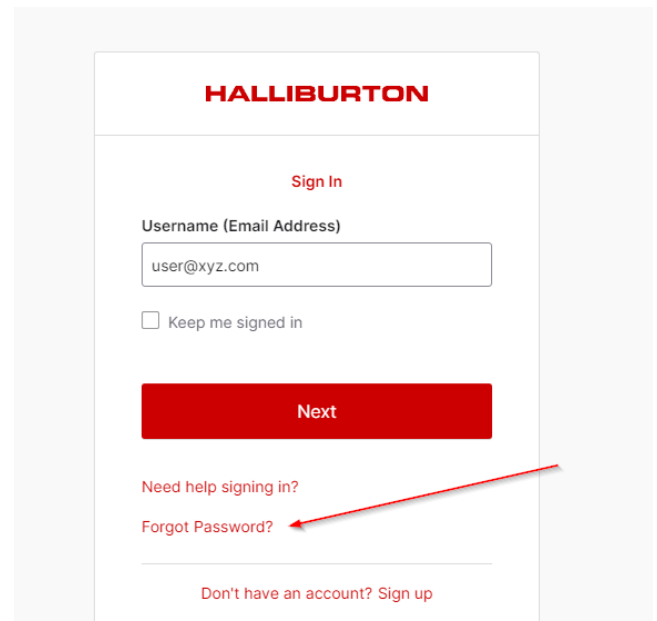 HALLIBURTON
Sign In
Username (Email Address)
user@xyz.com
Keep me signed in
Next
Need help signing in?
Forgot Password?
Don't have an account? Sign up